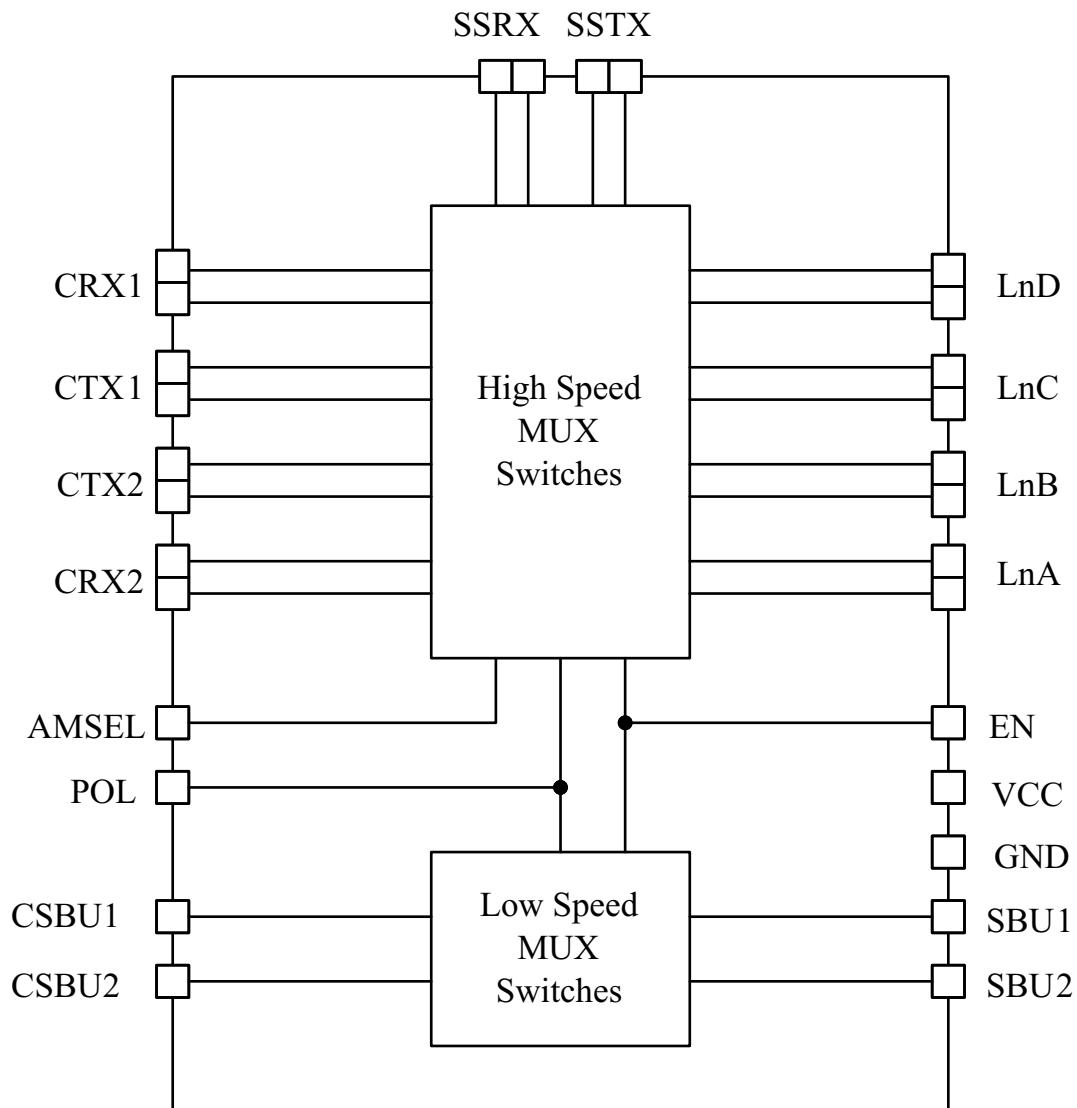 SSRX SSTX
CRX1
CTX1
CTX2
CRX2
AMSEL
POL
CSBU1
CSBU2
High Speed
MUX
Switches
Low Speed
MUX
Switches
LnD
LnC
LnB
LnA
EN
VCC
GND
SBU1
SBU2